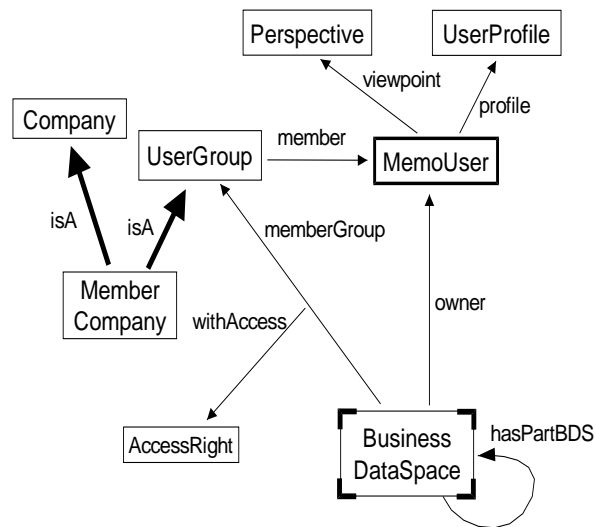 Perspective
UserProfile
viewpoint
profile
Company
UserGroup
member
MemoUser
isA
isA
memberGroup
Member
Company
withAccess
owner
AccessRight
Business
DataSpace
hasPartBDS